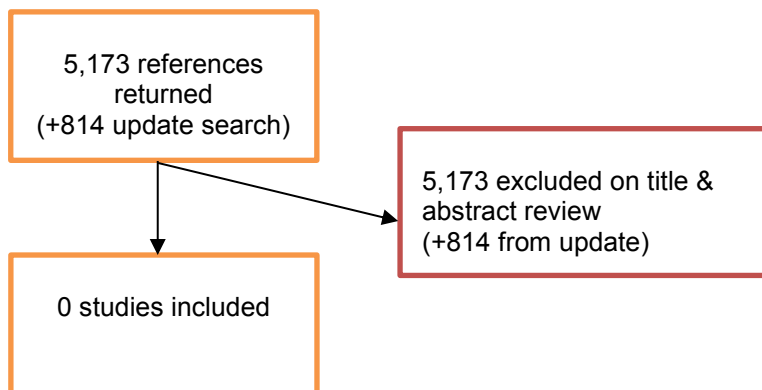 5,173 references
returned
(+814 update search)
5,173 excluded on title &
abstract review
(+814 from update)
0 studies included